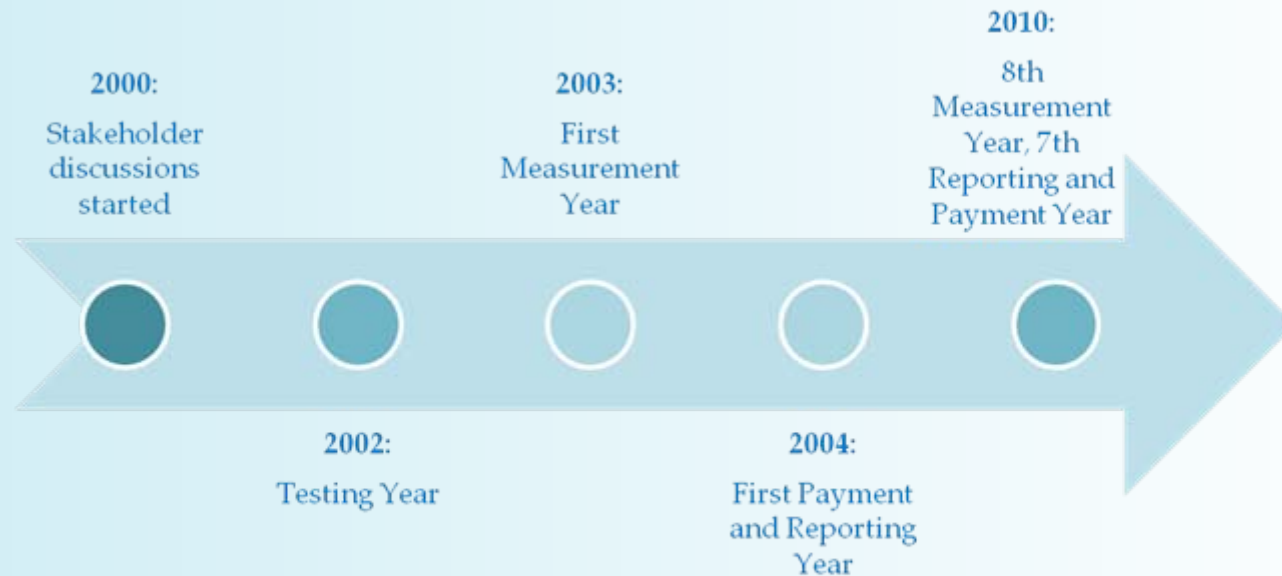 2000:
Stakeholder
discussions
started
2002:
Testing Year
2003:
First
Measurement
Year
2004:
First Payment
and Reporting
Year
2010:
8th
Measurement
Year, 7th
Reporting and
Payment Year